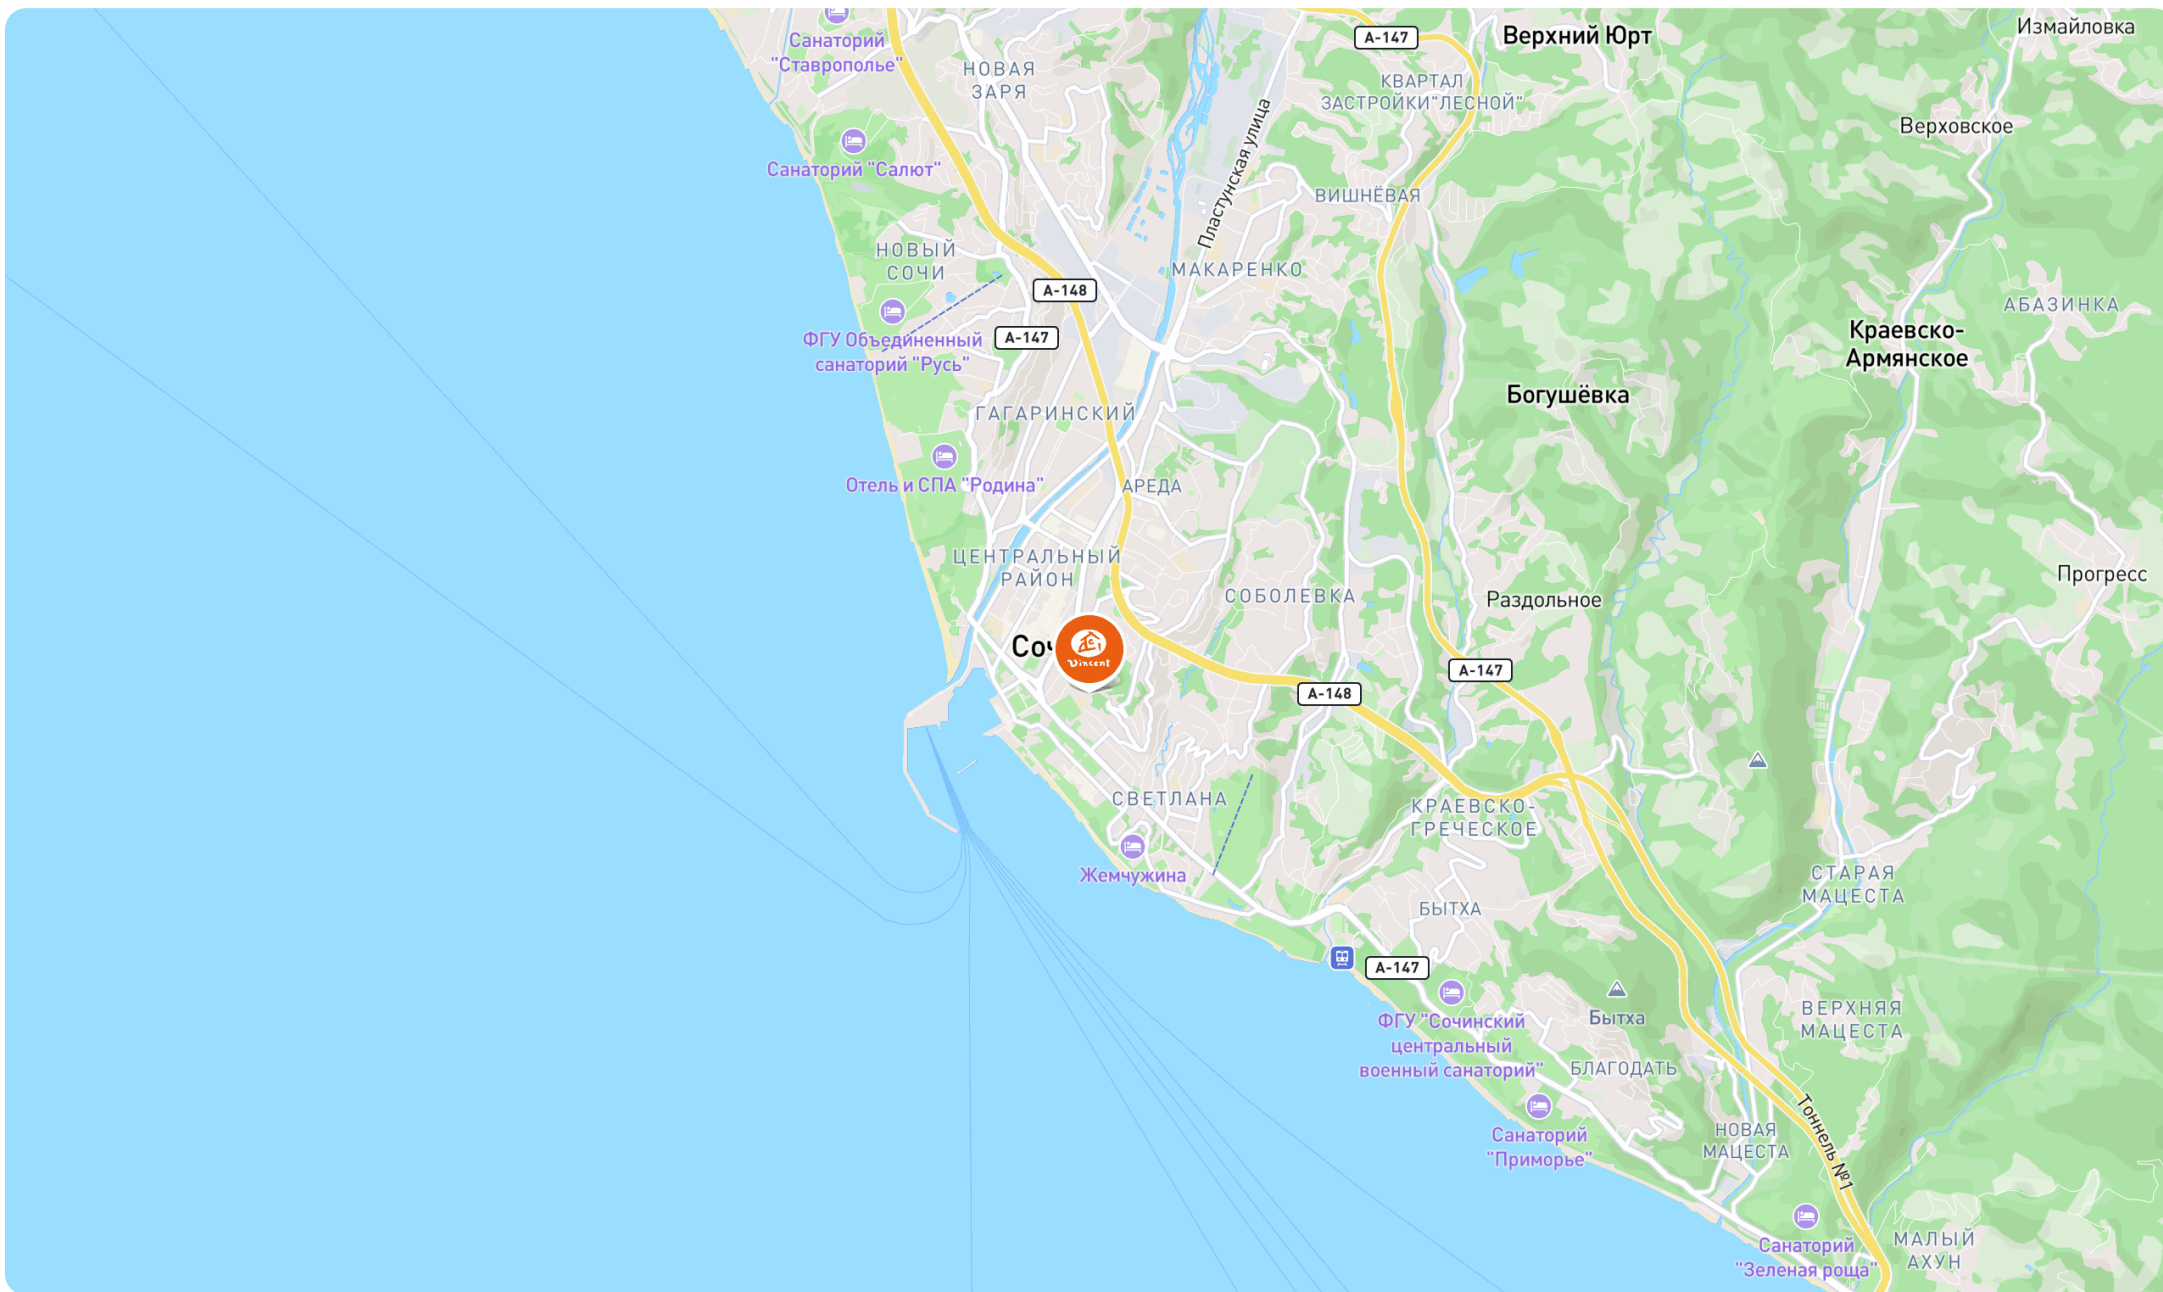 Санаторий
"Ставрополье"
НОВАЯ
ЗАРЯ
А-147
Верхний Юрт
Измайловка
КВАРТАЛ
ЗАСТРОЙКИ"ЛЕСНОЙ"
Верховское
Санаторий "Салют"
Пластунская улица
ВИШНЁВАЯ
НОВЫЙ
СОЧИ
МАКАРЕНКО
А-148
АБАЗИНКА
ФГУ Объединенный
санаторий "Русь"
А-147
Краевско-
Армянское
Богушёвка
ГАГАРИНСКИЙ
Отель и СПА "Родина"
АРЕДА
ЦЕНТРАЛЬНЫЙ
РАЙОН
СОБОЛЕВКА
Раздольное
Прогресс
Соч
Vincent
А-147
А-148
СВЕТЛАНА
КРАЕВСКО-
ГРЕЧЕСКОЕ
Жемчужина
СТАРАЯ
МАЦЕСТА
БЫТХА
А-147
ФГУ "Сочинский
центральный
военный санаторий"
Бытха
ВЕРХНЯЯ
МАЦЕСТА
БЛАГОДАТЬ
Санаторий
"Приморье"
НОВАЯ
МАЦЕСТА
Тоннель №1
Санаторий
"Зеленая роща"
МАЛЫЙ
АХУН